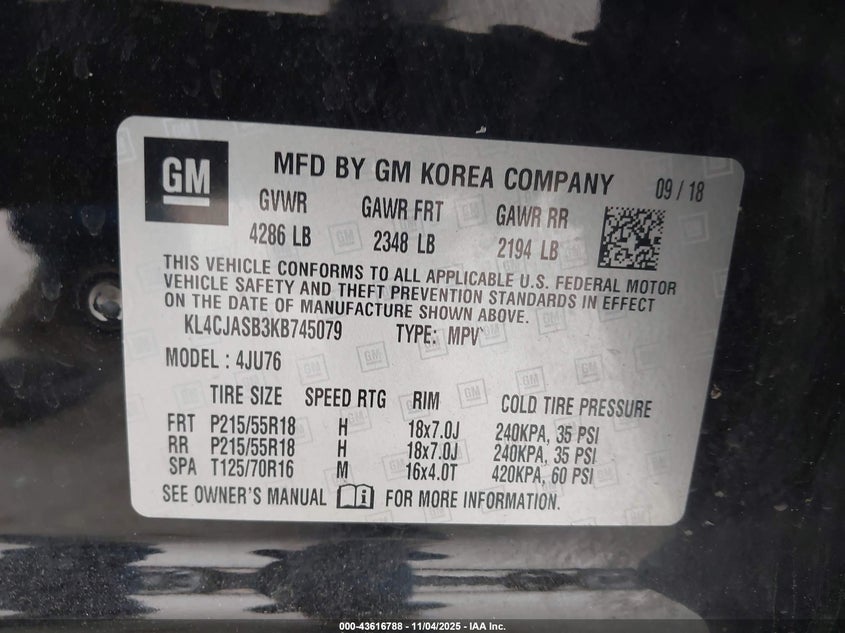 GM
MFD BY GM KOREA COMPANY 09 / 18
GVWR GAWR FRT GAWR RR
4286 LB 2348 LB 2194 LB
THIS VEHICLE CONFORMS TO ALL APPLICABLE U.S. FEDERAL MOTOR
VEHICLE SAFETY AND THEFT PREVENTION STANDARDS IN EFFECT
ON THE DATE OF MANUFACTURE SHOWN ABOVE.
KL4CJASB3KB745079 TYPE: MPV
MODEL : 4JU76
TIRE SIZE SPEED RTG RIM COLD TIRE PRESSURE
FRT P215/55R18 H 18x7.0J 240KPA, 35 PSI
RR P215/55R18 H 18x7.0J 240KPA, 35 PSI
SPA T125/70R16 M 16x4.0T 420KPA, 60 PSI
SEE OWNER'S MANUAL FOR MORE INFORMATION.
000-43616788 - 11/04/2025 - IAA Inc.